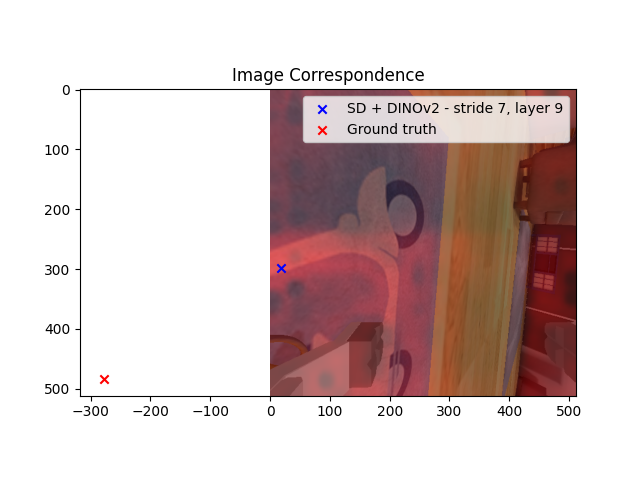 Image Correspondence
SD + DINOv2 - stride 7, layer 9
Ground truth
0
100
200
300
400
500
−300 −200 −100 0 100 200 300 400 500